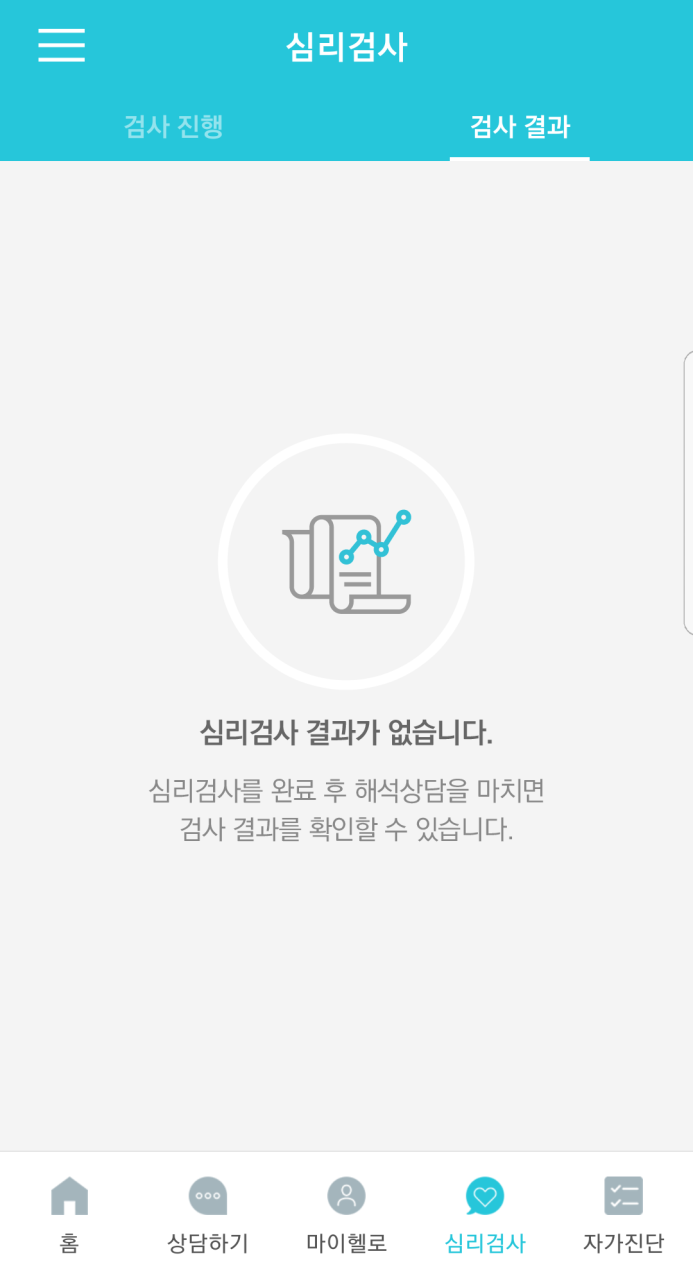 심리검사
검사 진행
검사 결과
심리검사 결과가 없습니다.
심리검사를 완료 후 해석상담을 마치면
검사 결과를 확인할 수 있습니다.
홈
상담하기
마이헬로
심리검사
자가진단